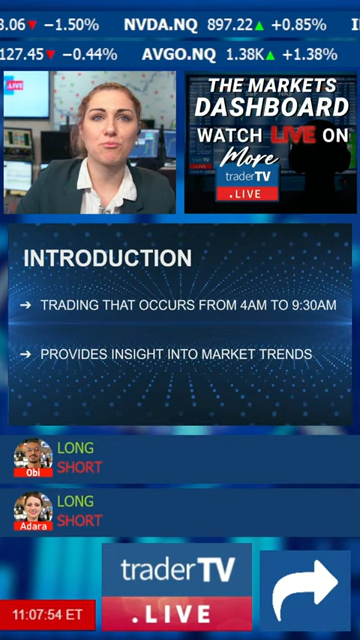 3.06 ▼ −1.50% NVDA.NQ 897.22▲ +0.85%
127.45▼ −0.44% AVGO.NQ 1.38K▲ +1.38%
.LIVE
THE MARKETS
DASHBOARD
WATCH LIVE ON
More
traderTV
.LIVE
INTRODUCTION
➔ TRADING THAT OCCURS FROM 4AM TO 9:30AM
➔ PROVIDES INSIGHT INTO MARKET TRENDS
LONG
SHORT
Obi
LONG
SHORT
Adara
traderTV
.LIVE
11:07:54 ET